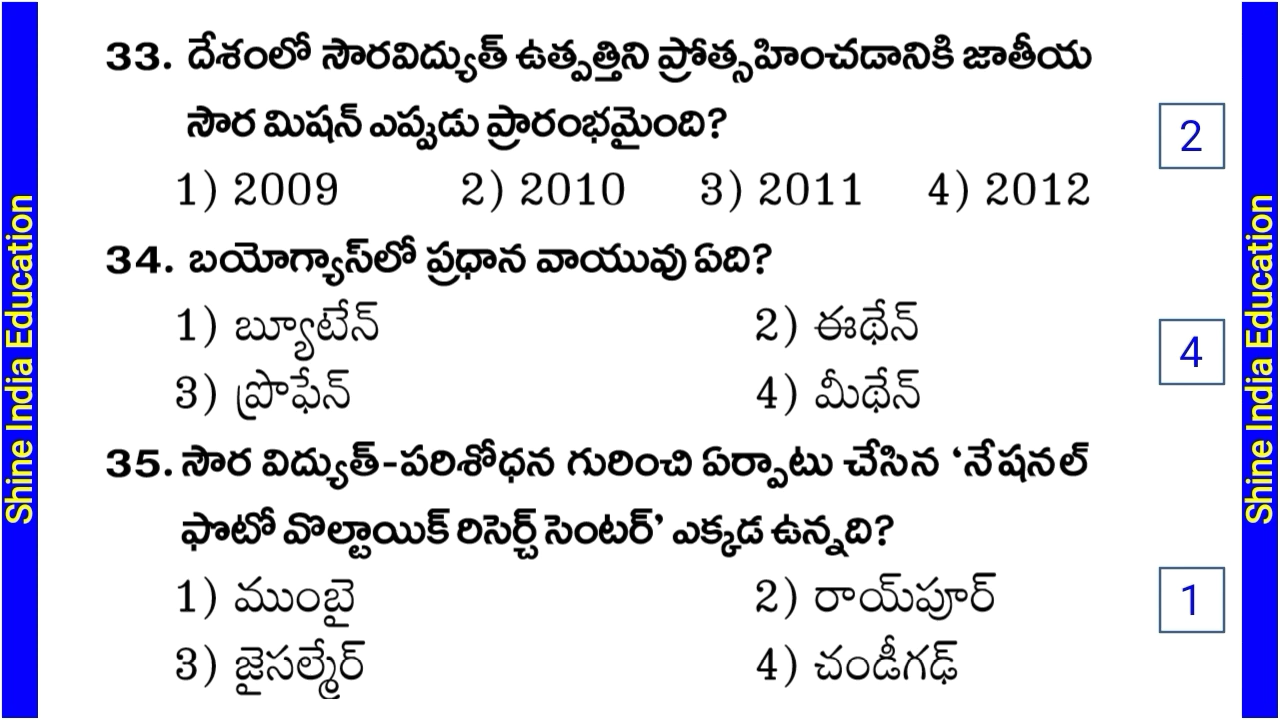 Shine India Education
33. దేశంలో సౌరవిద్యుత్ ఉత్పత్తిని ప్రోత్సహించడానికి జాతీయ
సౌర మిషన్ ఎప్పుడు ప్రారంభమైంది?
2
1) 2009 2) 2010 3) 2011 4) 2012
34. బయోగ్యాస్‌లో ప్రధాన వాయువు ఏది?
1) బ్యూటేన్ 2) ఈథేన్
4
3) ప్రొఫేన్ 4) మీథేన్
35. సౌర విద్యుత్-పరిశోధన గురించి ఏర్పాటు చేసిన ‘నేషనల్
ఫొటో వొల్టాయిక్ రిసెర్చ్ సెంటర్’ ఎక్కడ ఉన్నది?
1) ముంబై 2) రాయ్‌పూర్
1
3) జైసల్మేర్ 4) చండీగఢ్
Shine India Education